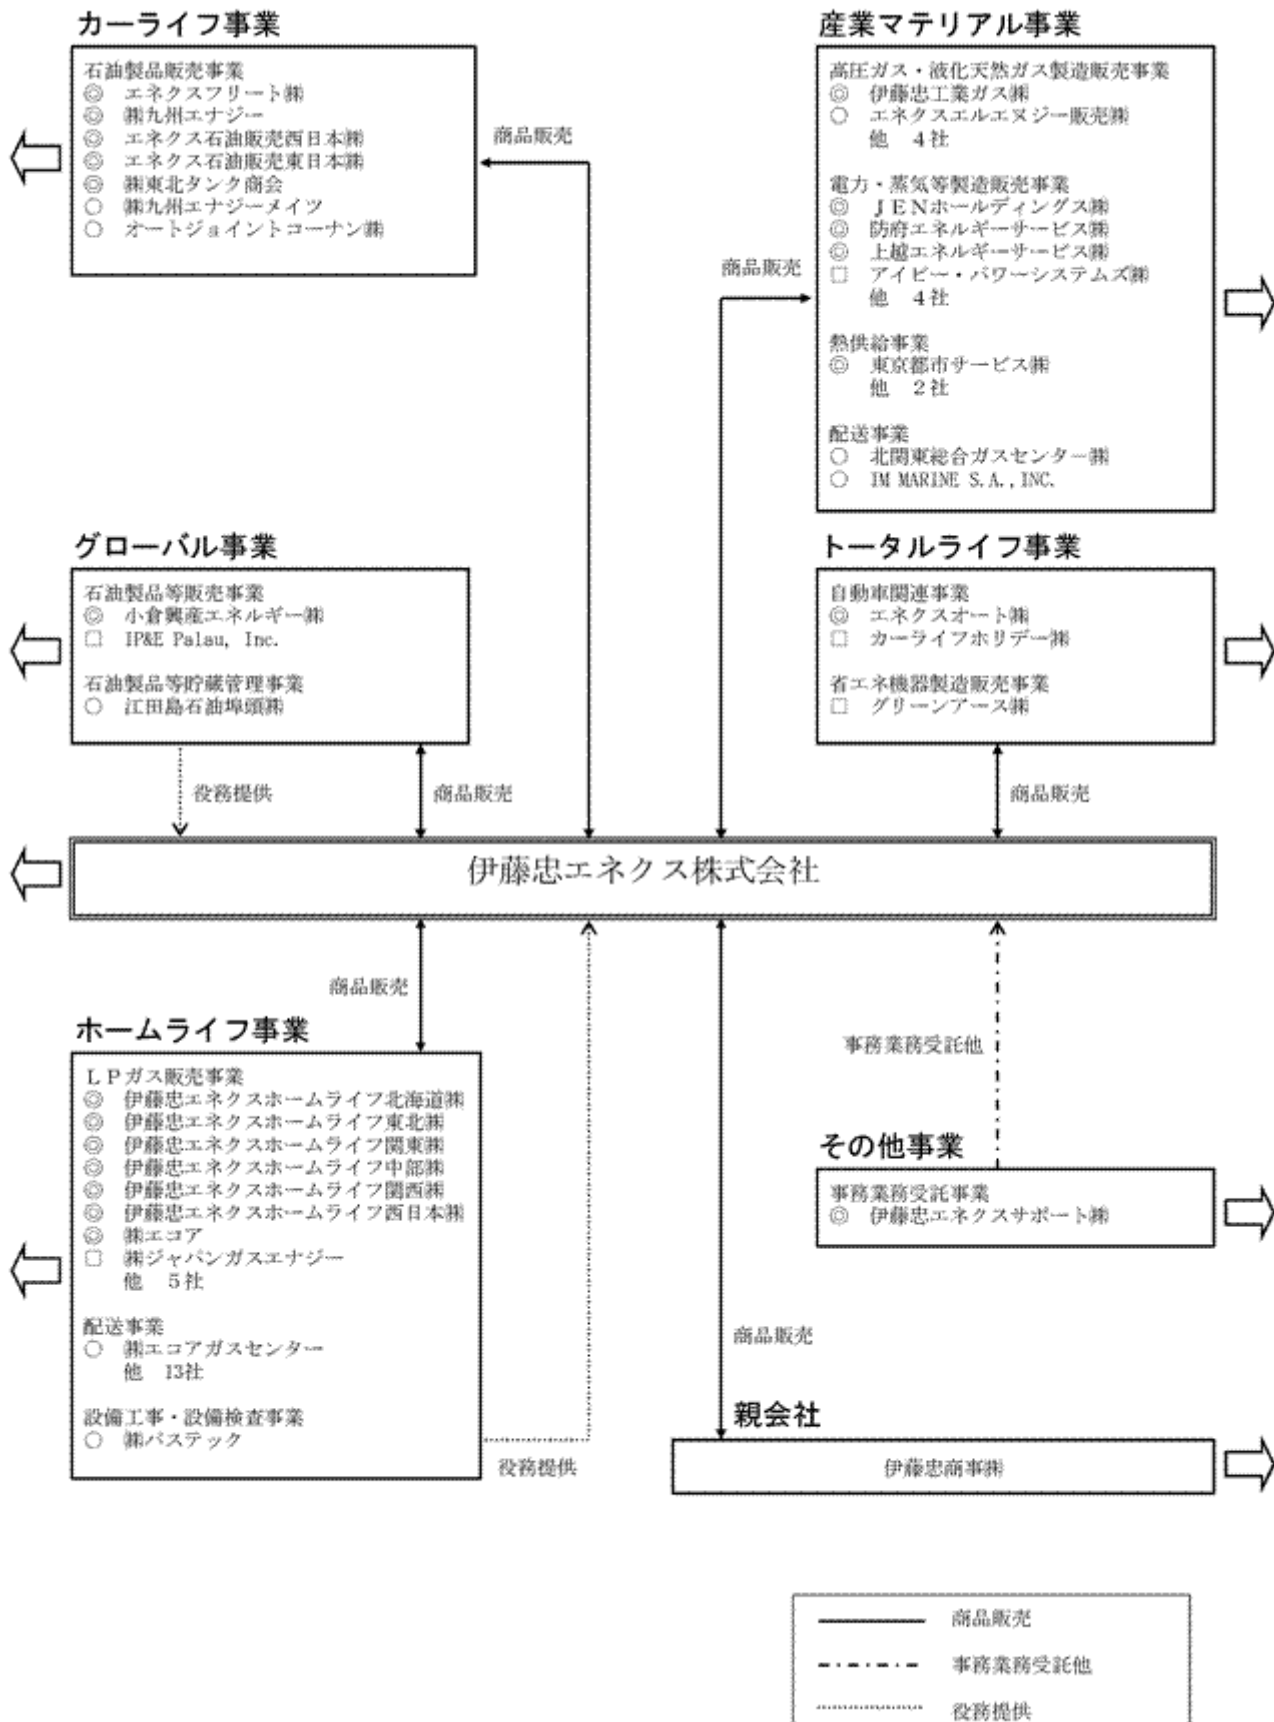 カーライフ事業
石油製品販売事業
◎ エネクスフリート㈱
◎ ㈱九州エナジー
◎ エネクス石油販売西日本㈱
◎ エネクス石油販売東日本㈱
◎ ㈱東北タンク商会
○ ㈱九州エナジーメイツ
○ オートジョイントコーナン㈱
商品販売
産業マテリアル事業
高圧ガス・液化天然ガス製造販売事業
◎ 伊藤忠工業ガス㈱
○ エネクスエルエヌジー販売㈱
他 4社
電力・蒸気等製造販売事業
◎ JENホールディングス㈱
◎ 防府エネルギーサービス㈱
◎ 上越エネルギーサービス㈱
□ アイピー・パワーシステムズ㈱
他 4社
熱供給事業
◎ 東京都市サービス㈱
他 2社
配送事業
○ 北関東総合ガスセンター㈱
○ IM MARINE S.A.,INC.
商品販売
グローバル事業
石油製品等販売事業
◎ 小倉興産エネルギー㈱
□ IP&E Palau, Inc.
石油製品等貯蔵管理事業
○ 江田島石油埠頭㈱
役務提供
商品販売
トータルライフ事業
自動車関連事業
◎ エネクスオート㈱
□ カーライフホリデー㈱
省エネ機器製造販売事業
□ グリーンアース㈱
商品販売
伊藤忠エネクス株式会社
商品販売
ホームライフ事業
LPガス販売事業
◎ 伊藤忠エネクスホームライフ北海道㈱
◎ 伊藤忠エネクスホームライフ東北㈱
◎ 伊藤忠エネクスホームライフ関東㈱
◎ 伊藤忠エネクスホームライフ中部㈱
◎ 伊藤忠エネクスホームライフ関西㈱
◎ 伊藤忠エネクスホームライフ西日本㈱
◎ ㈱エコア
□ ㈱ジャパンガスエナジー
他 5社
配送事業
○ ㈱エコアガスセンター
他 13社
設備工事・設備検査事業
○ ㈱パステック
役務提供
事務業務受託他
その他事業
事務業務受託事業
◎ 伊藤忠エネクスサポート㈱
商品販売
親会社
伊藤忠商事㈱
商品販売
事務業務受託他
役務提供